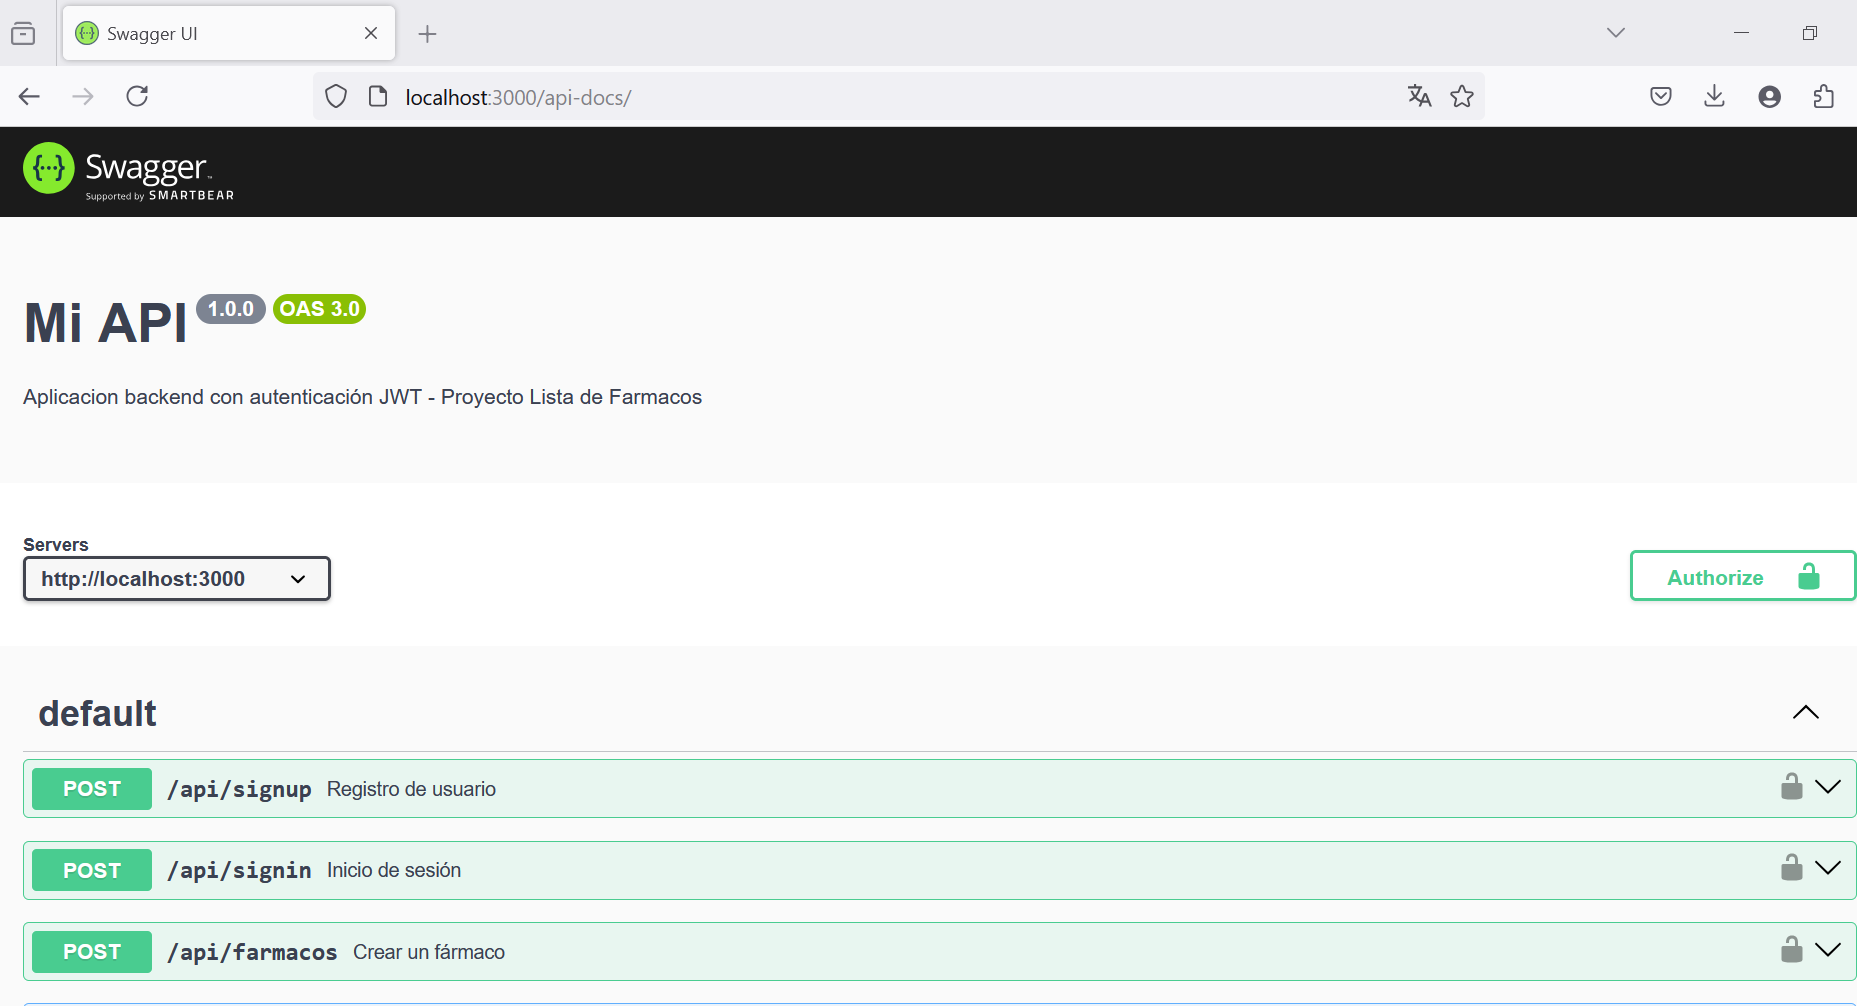 Swagger UI
localhost:3000/api-docs/
Swagger
Supported by SMARTBEAR
Mi API 1.0.0 OAS 3.0
Aplicacion backend con autenticación JWT - Proyecto Lista de Farmacos
Servers
http://localhost:3000
Authorize
default
POST /api/signup Registro de usuario
POST /api/signin Inicio de sesión
POST /api/farmacos Crear un fármaco